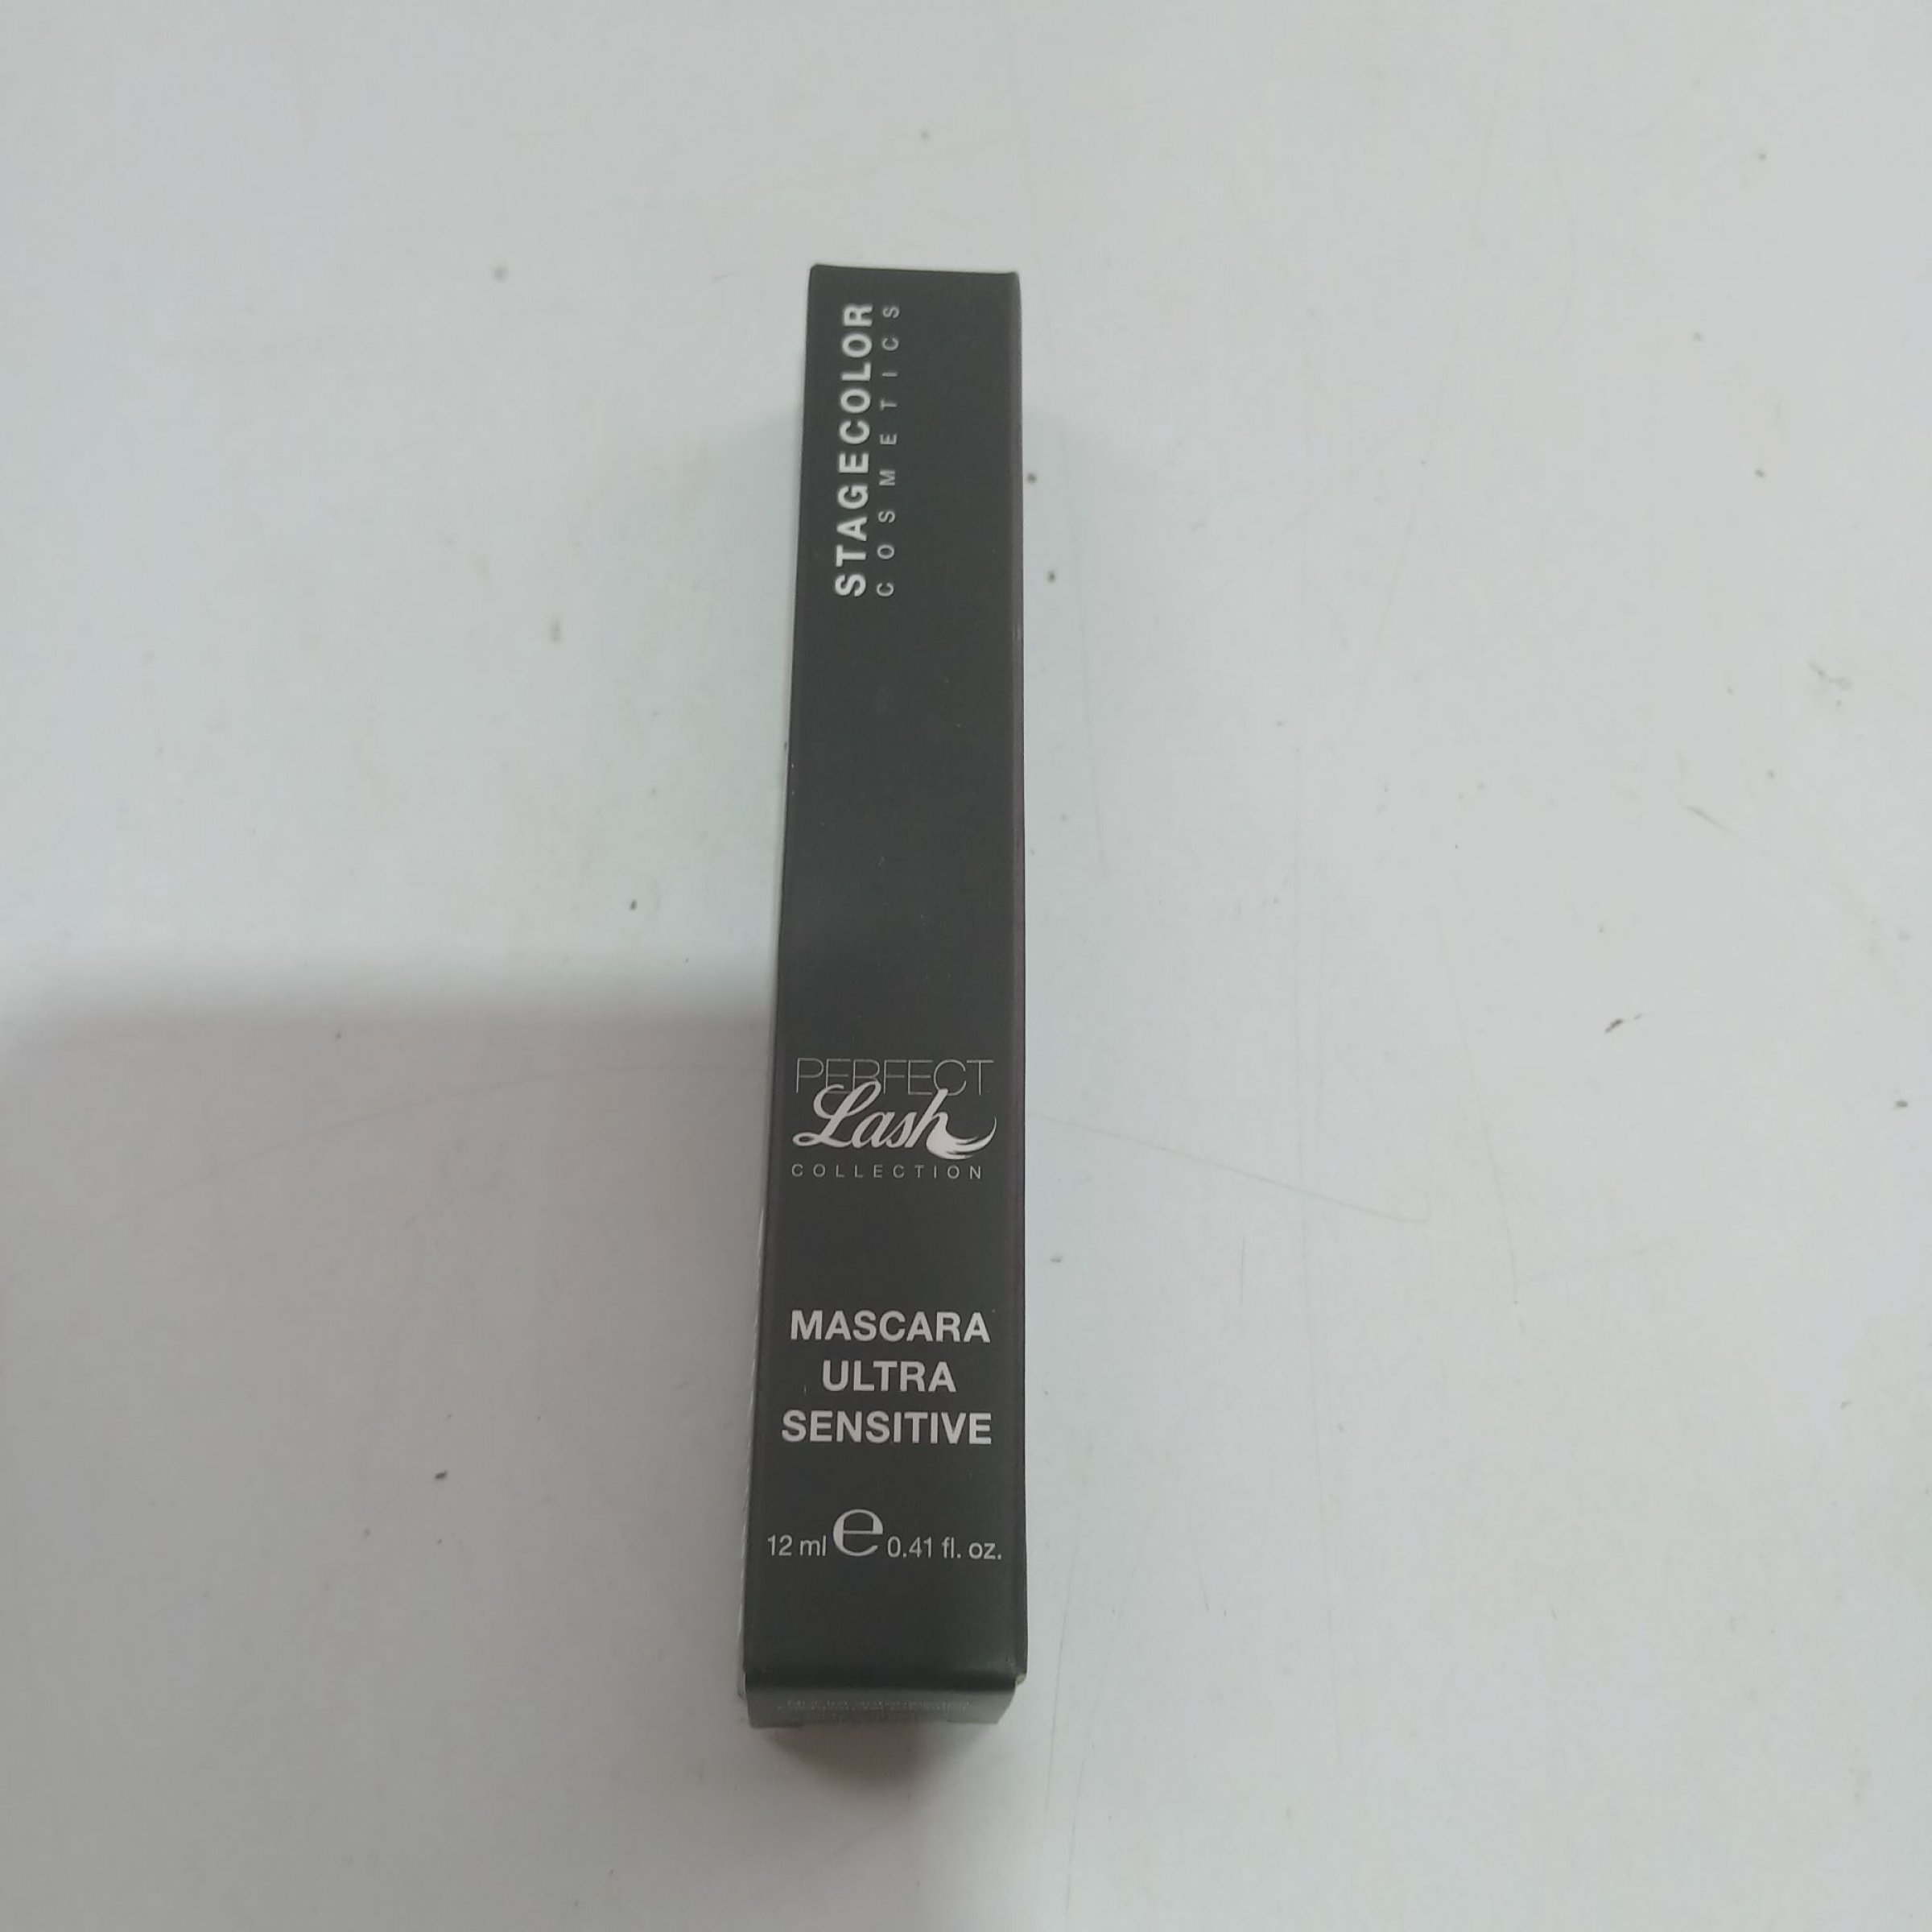 STAGECOLOR
COSMETICS
PERFECT
Lash
COLLECTION
MASCARA
ULTRA
SENSITIVE
12 ml e 0.41 fl. oz.